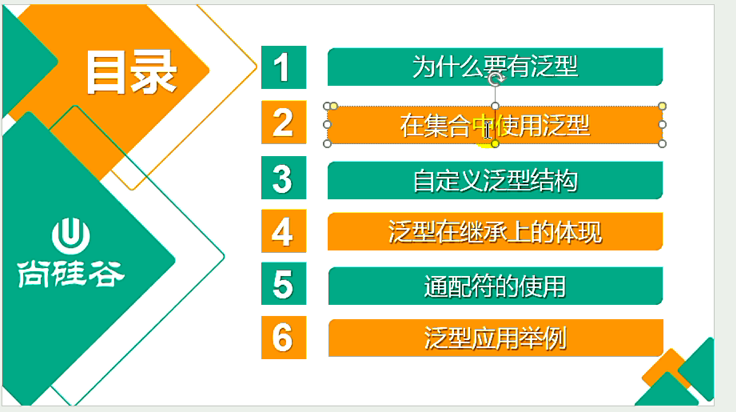 目录
1 为什么要有泛型
2 在集合中使用泛型
3 自定义泛型结构
4 泛型在继承上的体现
5 通配符的使用
6 泛型应用举例
尚硅谷